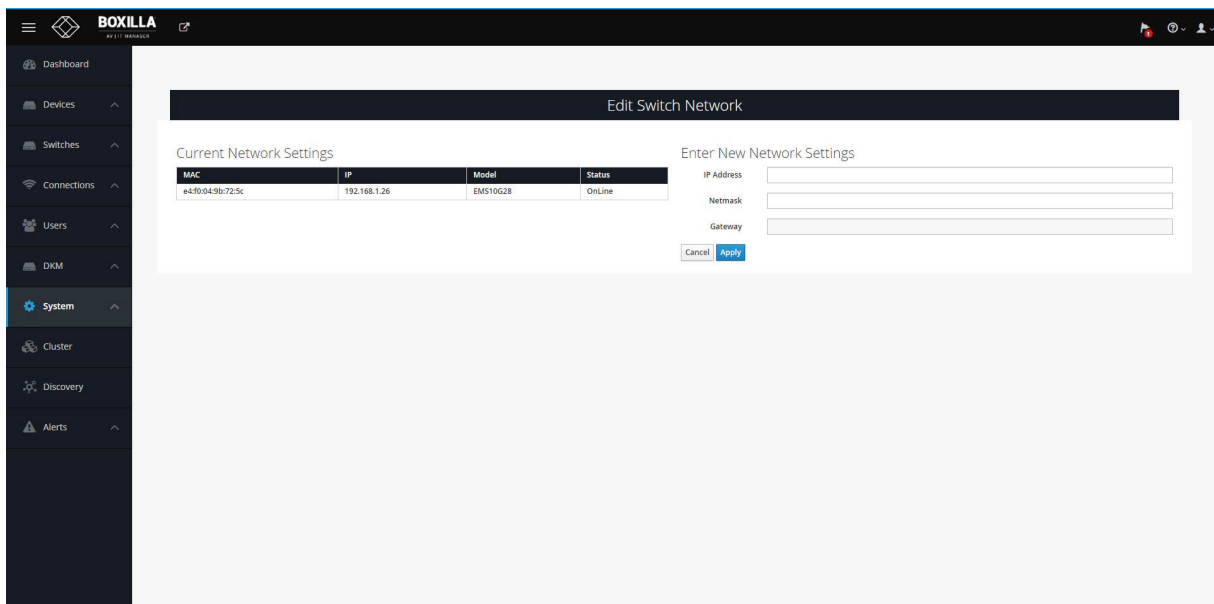 BOXILLA
AV | IT MANAGER
1
Dashboard
Devices
Switches
Connections
Users
DKM
System
Cluster
Discovery
Alerts
Edit Switch Network
Current Network Settings
MAC IP Model Status
e4:f0:04:9b:72:5c 192.168.1.26 EMS10G28 OnLine
Enter New Network Settings
IP Address
Netmask
Gateway
Cancel Apply